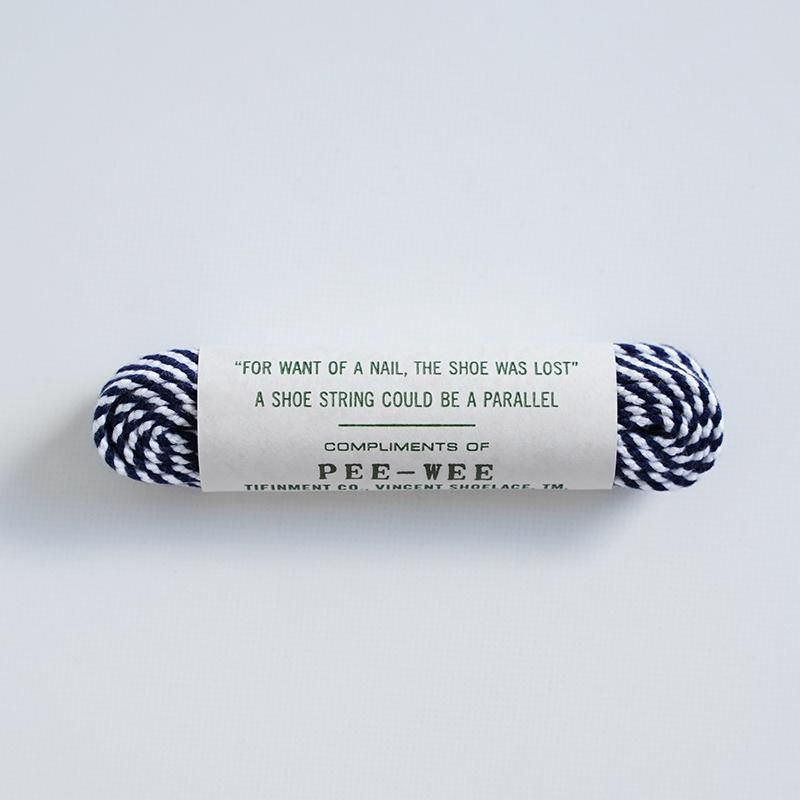 “FOR WANT OF A NAIL, THE SHOE WAS LOST”
A SHOE STRING COULD BE A PARALLEL
COMPLIMENTS OF
PEE–WEE
TIFINMENT CO., VINCENT SHOELACE, TM.